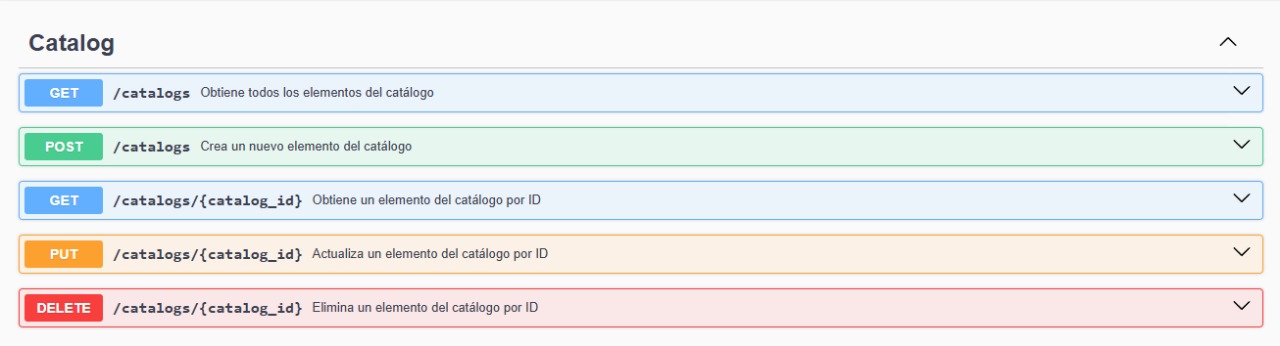 Catalog
GET /catalogs Obtiene todos los elementos del catálogo
POST /catalogs Crea un nuevo elemento del catálogo
GET /catalogs/{catalog_id} Obtiene un elemento del catálogo por ID
PUT /catalogs/{catalog_id} Actualiza un elemento del catálogo por ID
DELETE /catalogs/{catalog_id} Elimina un elemento del catálogo por ID